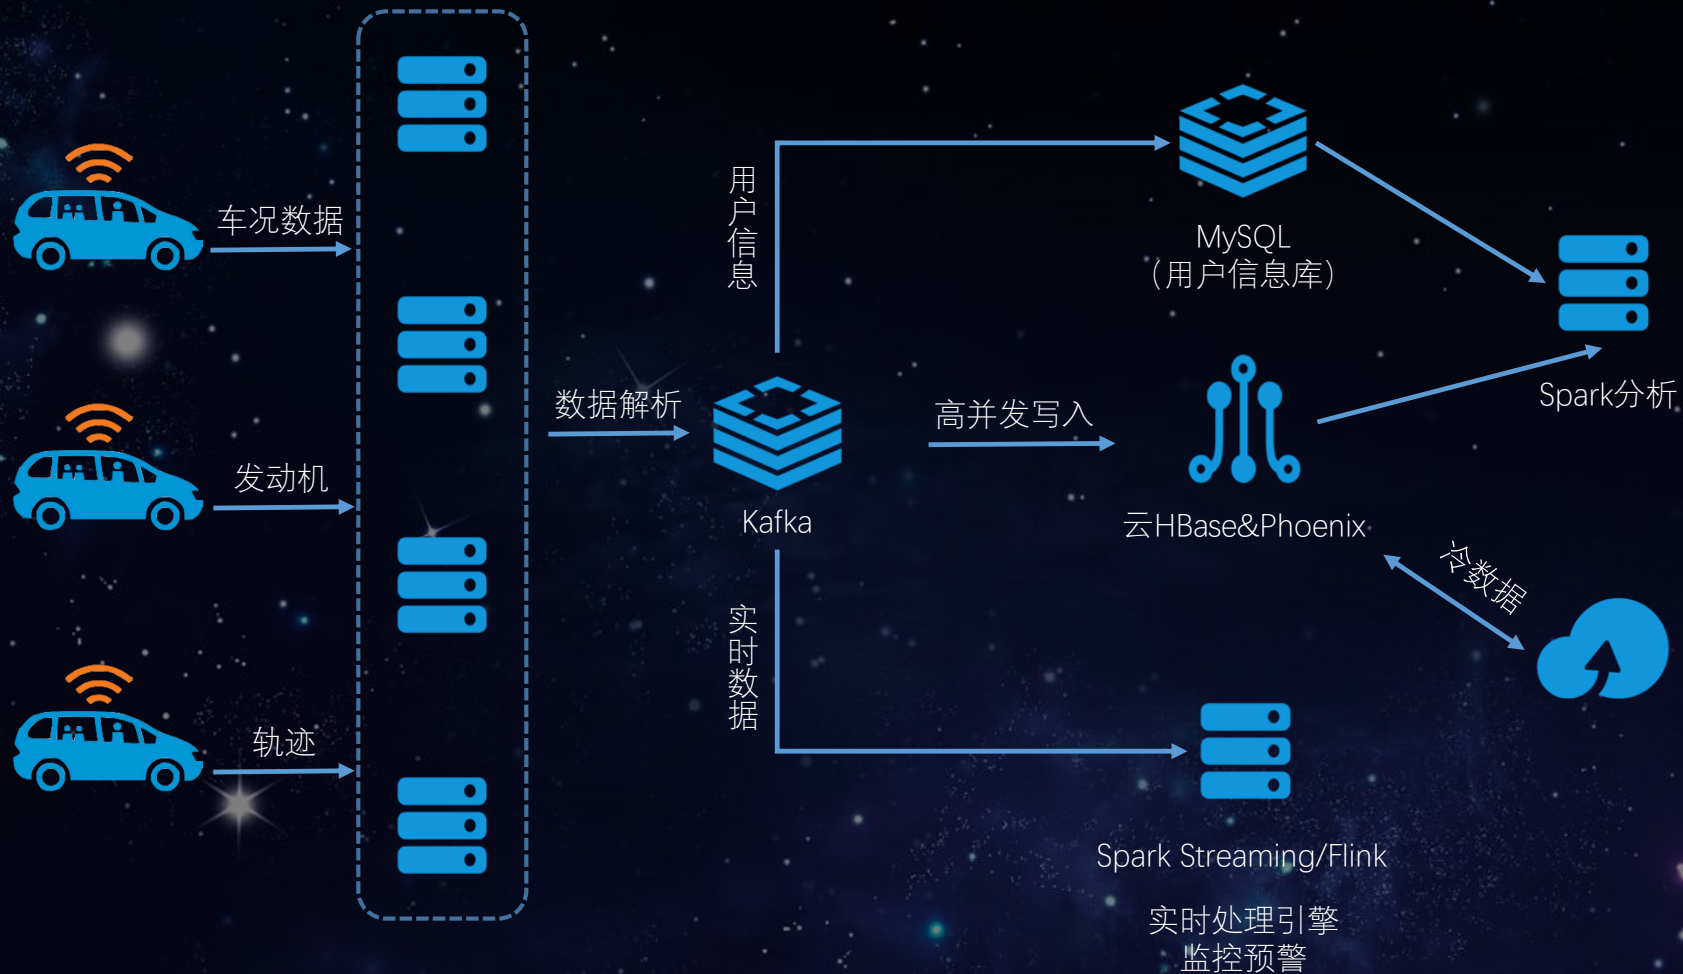 车况数据
发动机
轨迹
数据解析
Kafka
用户信息
高并发写入
实时数据
MySQL
（用户信息库）
云HBase&Phoenix
Spark分析
冷数据
Spark Streaming/Flink
实时处理引擎
监控预警